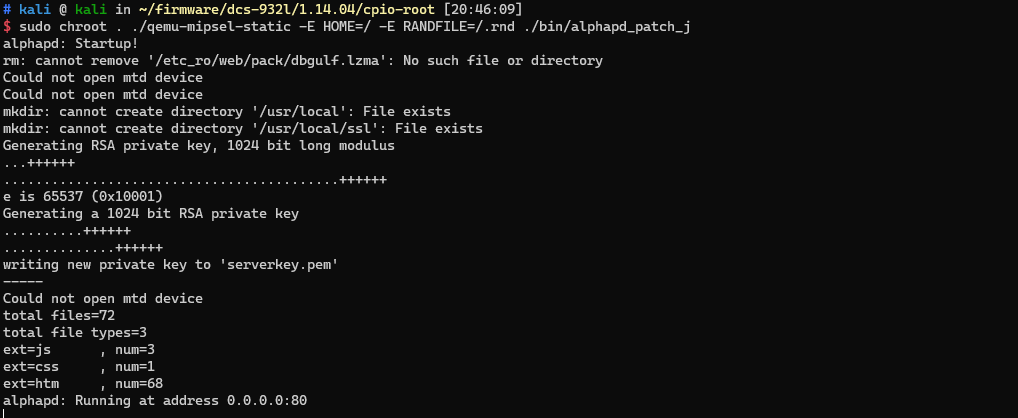 # kali @ kali in ~/firmware/dcs-932l/1.14.04/cpio-root [20:46:09]
$ sudo chroot . ./qemu-mipsel-static -E HOME=/ -E RANDFILE=/.rnd ./bin/alphapd_patch_j
alphapd: Startup!
rm: cannot remove '/etc_ro/web/pack/dbgulf.lzma': No such file or directory
Could not open mtd device
Could not open mtd device
mkdir: cannot create directory '/usr/local': File exists
mkdir: cannot create directory '/usr/local/ssl': File exists
Generating RSA private key, 1024 bit long modulus
...++++++
..........................................++++++
e is 65537 (0x10001)
Generating a 1024 bit RSA private key
..........++++++
..............++++++
writing new private key to 'serverkey.pem'
-----
Could not open mtd device
total files=72
total file types=3
ext=js      , num=3
ext=css     , num=1
ext=htm     , num=68
alphapd: Running at address 0.0.0.0:80